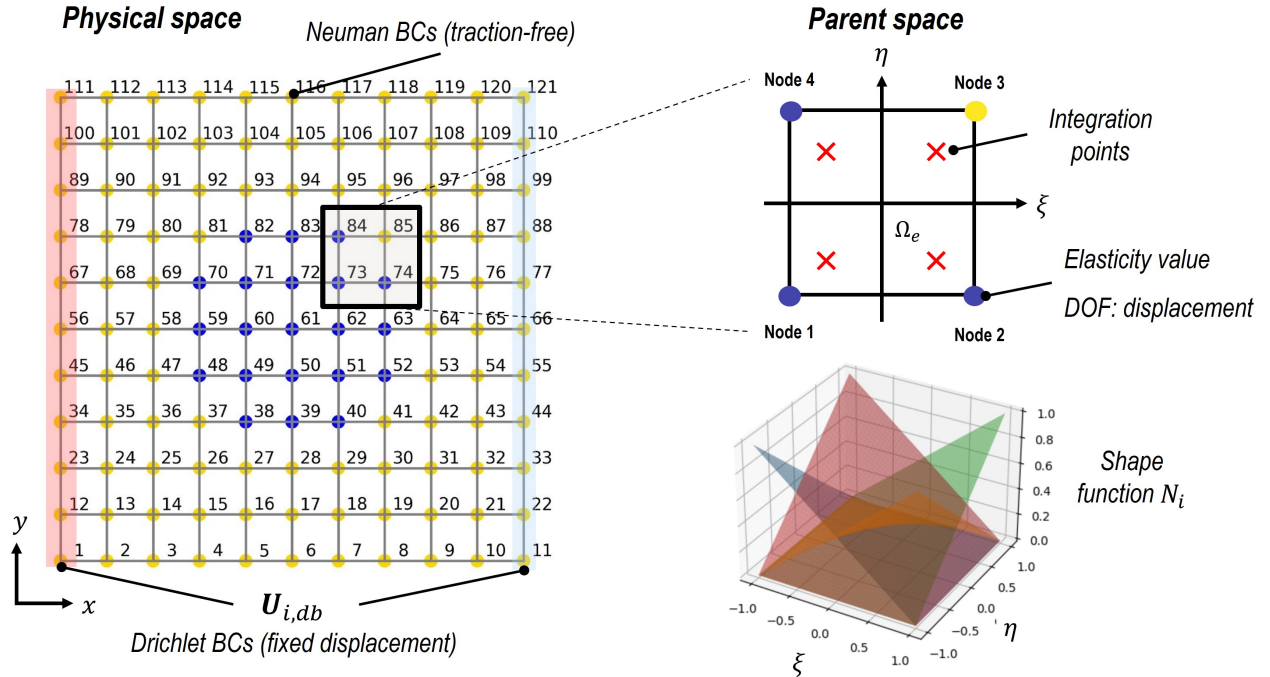 Physical space
Neuman BCs (traction-free)
111 112 113 114 115 116 117 118 119 120 121
100 101 102 103 104 105 106 107 108 109 110
89 90 91 92 93 94 95 96 97 98 99
78 79 80 81 82 83 84 85 86 87 88
67 68 69 70 71 72 73 74 75 76 77
56 57 58 59 60 61 62 63 64 65 66
45 46 47 48 49 50 51 52 53 54 55
34 35 36 37 38 39 40 41 42 43 44
23 24 25 26 27 28 29 30 31 32 33
12 13 14 15 16 17 18 19 20 21 22
1 2 3 4 5 6 7 8 9 10 11
y
x
U_{i,db}
Drichlet BCs (fixed displacement)
Parent space
η
Node 4
Node 3
Integration
points
ξ
Ω_e
Elasticity value
DOF: displacement
Node 1
Node 2
Shape
function N_i
1.0
0.8
0.6
0.4
0.2
0.0
1.0
0.5
0.0
-0.5
-1.0
η
-1.0
-0.5
0.0
0.5
1.0
ξ